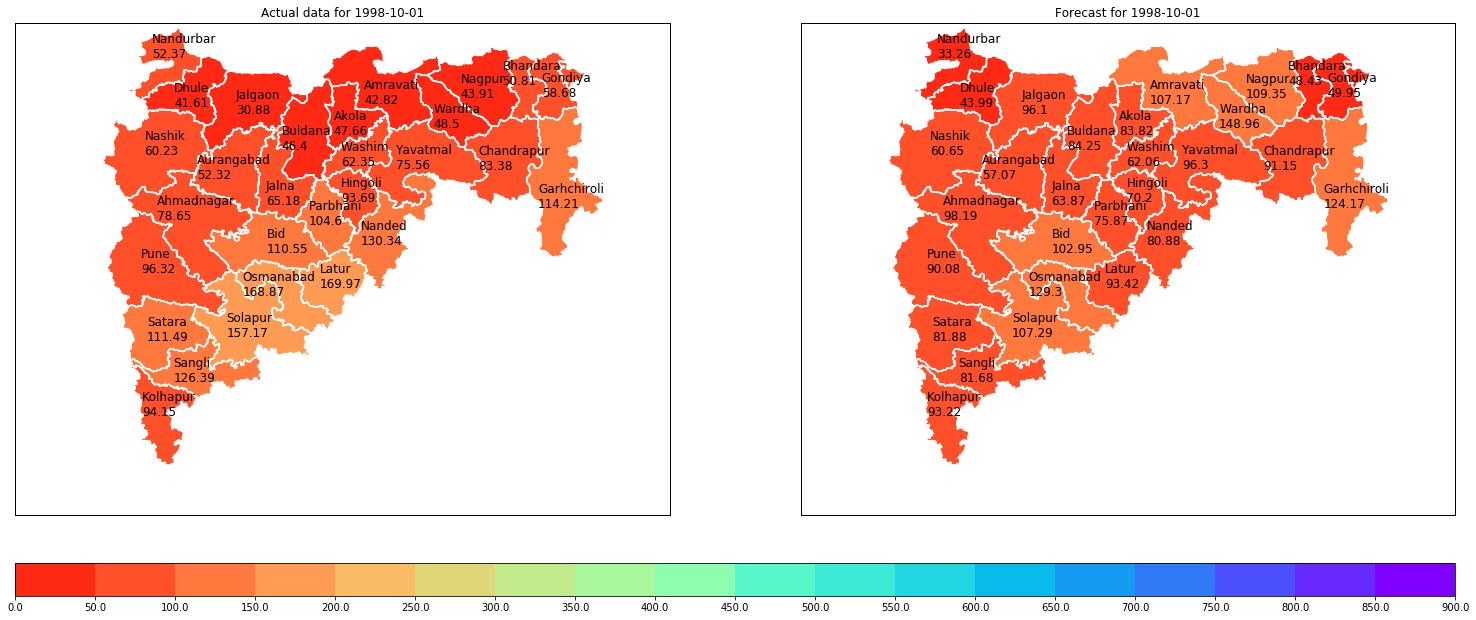 Actual data for 1998-10-01
Nandurbar
52.37
Dhule
41.61
Jalgaon
30.88
Buldana
46.4
Akola
47.66
Amravati
42.82
Nagpur
43.91
Wardha
48.5
Bhandara
50.81
Gondiya
58.68
Nashik
60.23
Aurangabad
52.32
Jalna
65.18
Washim
62.35
Yavatmal
75.56
Chandrapur
83.38
Garhchiroli
114.21
Hingoli
93.69
Parbhani
104.6
Ahmadnagar
78.65
Nanded
130.34
Bid
110.55
Pune
96.32
Latur
169.97
Osmanabad
168.87
Solapur
157.17
Satara
111.49
Sangli
126.39
Kolhapur
94.15
Forecast for 1998-10-01
Nandurbar
33.26
Dhule
43.99
Jalgaon
96.1
Buldana
84.25
Akola
83.82
Amravati
107.17
Nagpur
109.35
Wardha
148.96
Bhandara
48.43
Gondiya
49.95
Nashik
60.65
Aurangabad
57.07
Jalna
63.87
Washim
62.06
Yavatmal
96.3
Chandrapur
91.15
Garhchiroli
124.17
Hingoli
70.2
Parbhani
75.87
Ahmadnagar
98.19
Nanded
80.88
Bid
102.95
Pune
90.08
Latur
93.42
Osmanabad
129.3
Solapur
107.29
Satara
81.88
Sangli
81.68
Kolhapur
93.22
0.0 50.0 100.0 150.0 200.0 250.0 300.0 350.0 400.0 450.0 500.0 550.0 600.0 650.0 700.0 750.0 800.0 850.0 900.0